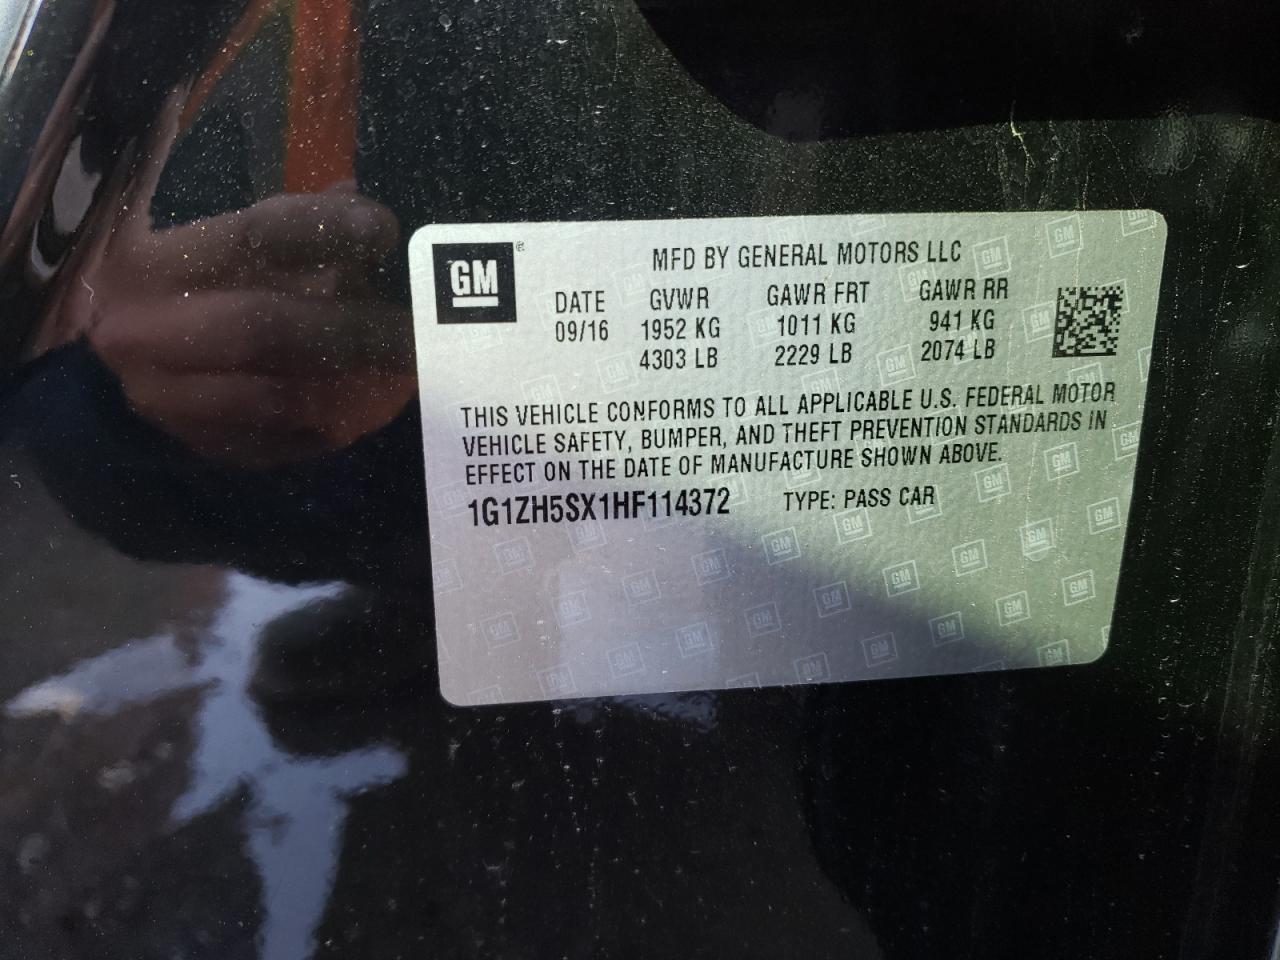 GM ®
MFD BY GENERAL MOTORS LLC
DATE GVWR GAWR FRT GAWR RR
09/16 1952 KG 1011 KG 941 KG
4303 LB 2229 LB 2074 LB
THIS VEHICLE CONFORMS TO ALL APPLICABLE U.S. FEDERAL MOTOR
VEHICLE SAFETY, BUMPER, AND THEFT PREVENTION STANDARDS IN
EFFECT ON THE DATE OF MANUFACTURE SHOWN ABOVE.
1G1ZH5SX1HF114372 TYPE: PASS CAR